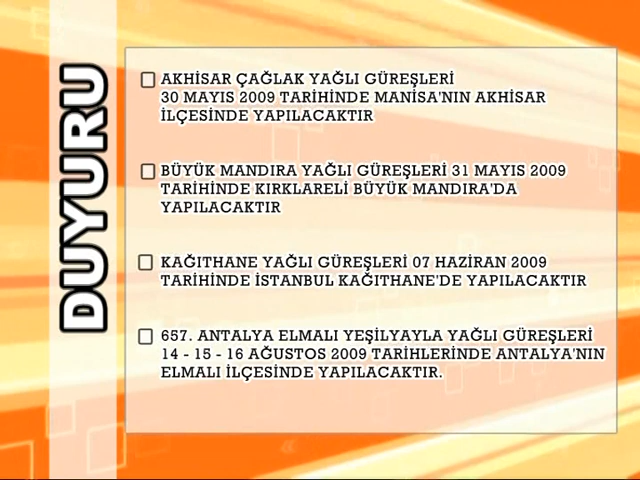 DUYURU
AKHİSAR ÇAĞLAK YAĞLI GÜREŞLERİ
30 MAYIS 2009 TARİHİNDE MANİSA'NIN AKHİSAR
İLÇESİNDE YAPILACAKTIR
BÜYÜK MANDIRA YAĞLI GÜREŞLERİ 31 MAYIS 2009
TARİHİNDE KIRKLARELİ BÜYÜK MANDIRA'DA
YAPILACAKTIR
KAĞITHANE YAĞLI GÜREŞLERİ 07 HAZİRAN 2009
TARİHİNDE İSTANBUL KAĞITHANE'DE YAPILACAKTIR
657. ANTALYA ELMALI YEŞİLYAYLA YAĞLI GÜREŞLERİ
14 - 15 - 16 AĞUSTOS 2009 TARİHLERİNDE ANTALYA'NIN
ELMALI İLÇESİNDE YAPILACAKTIR.